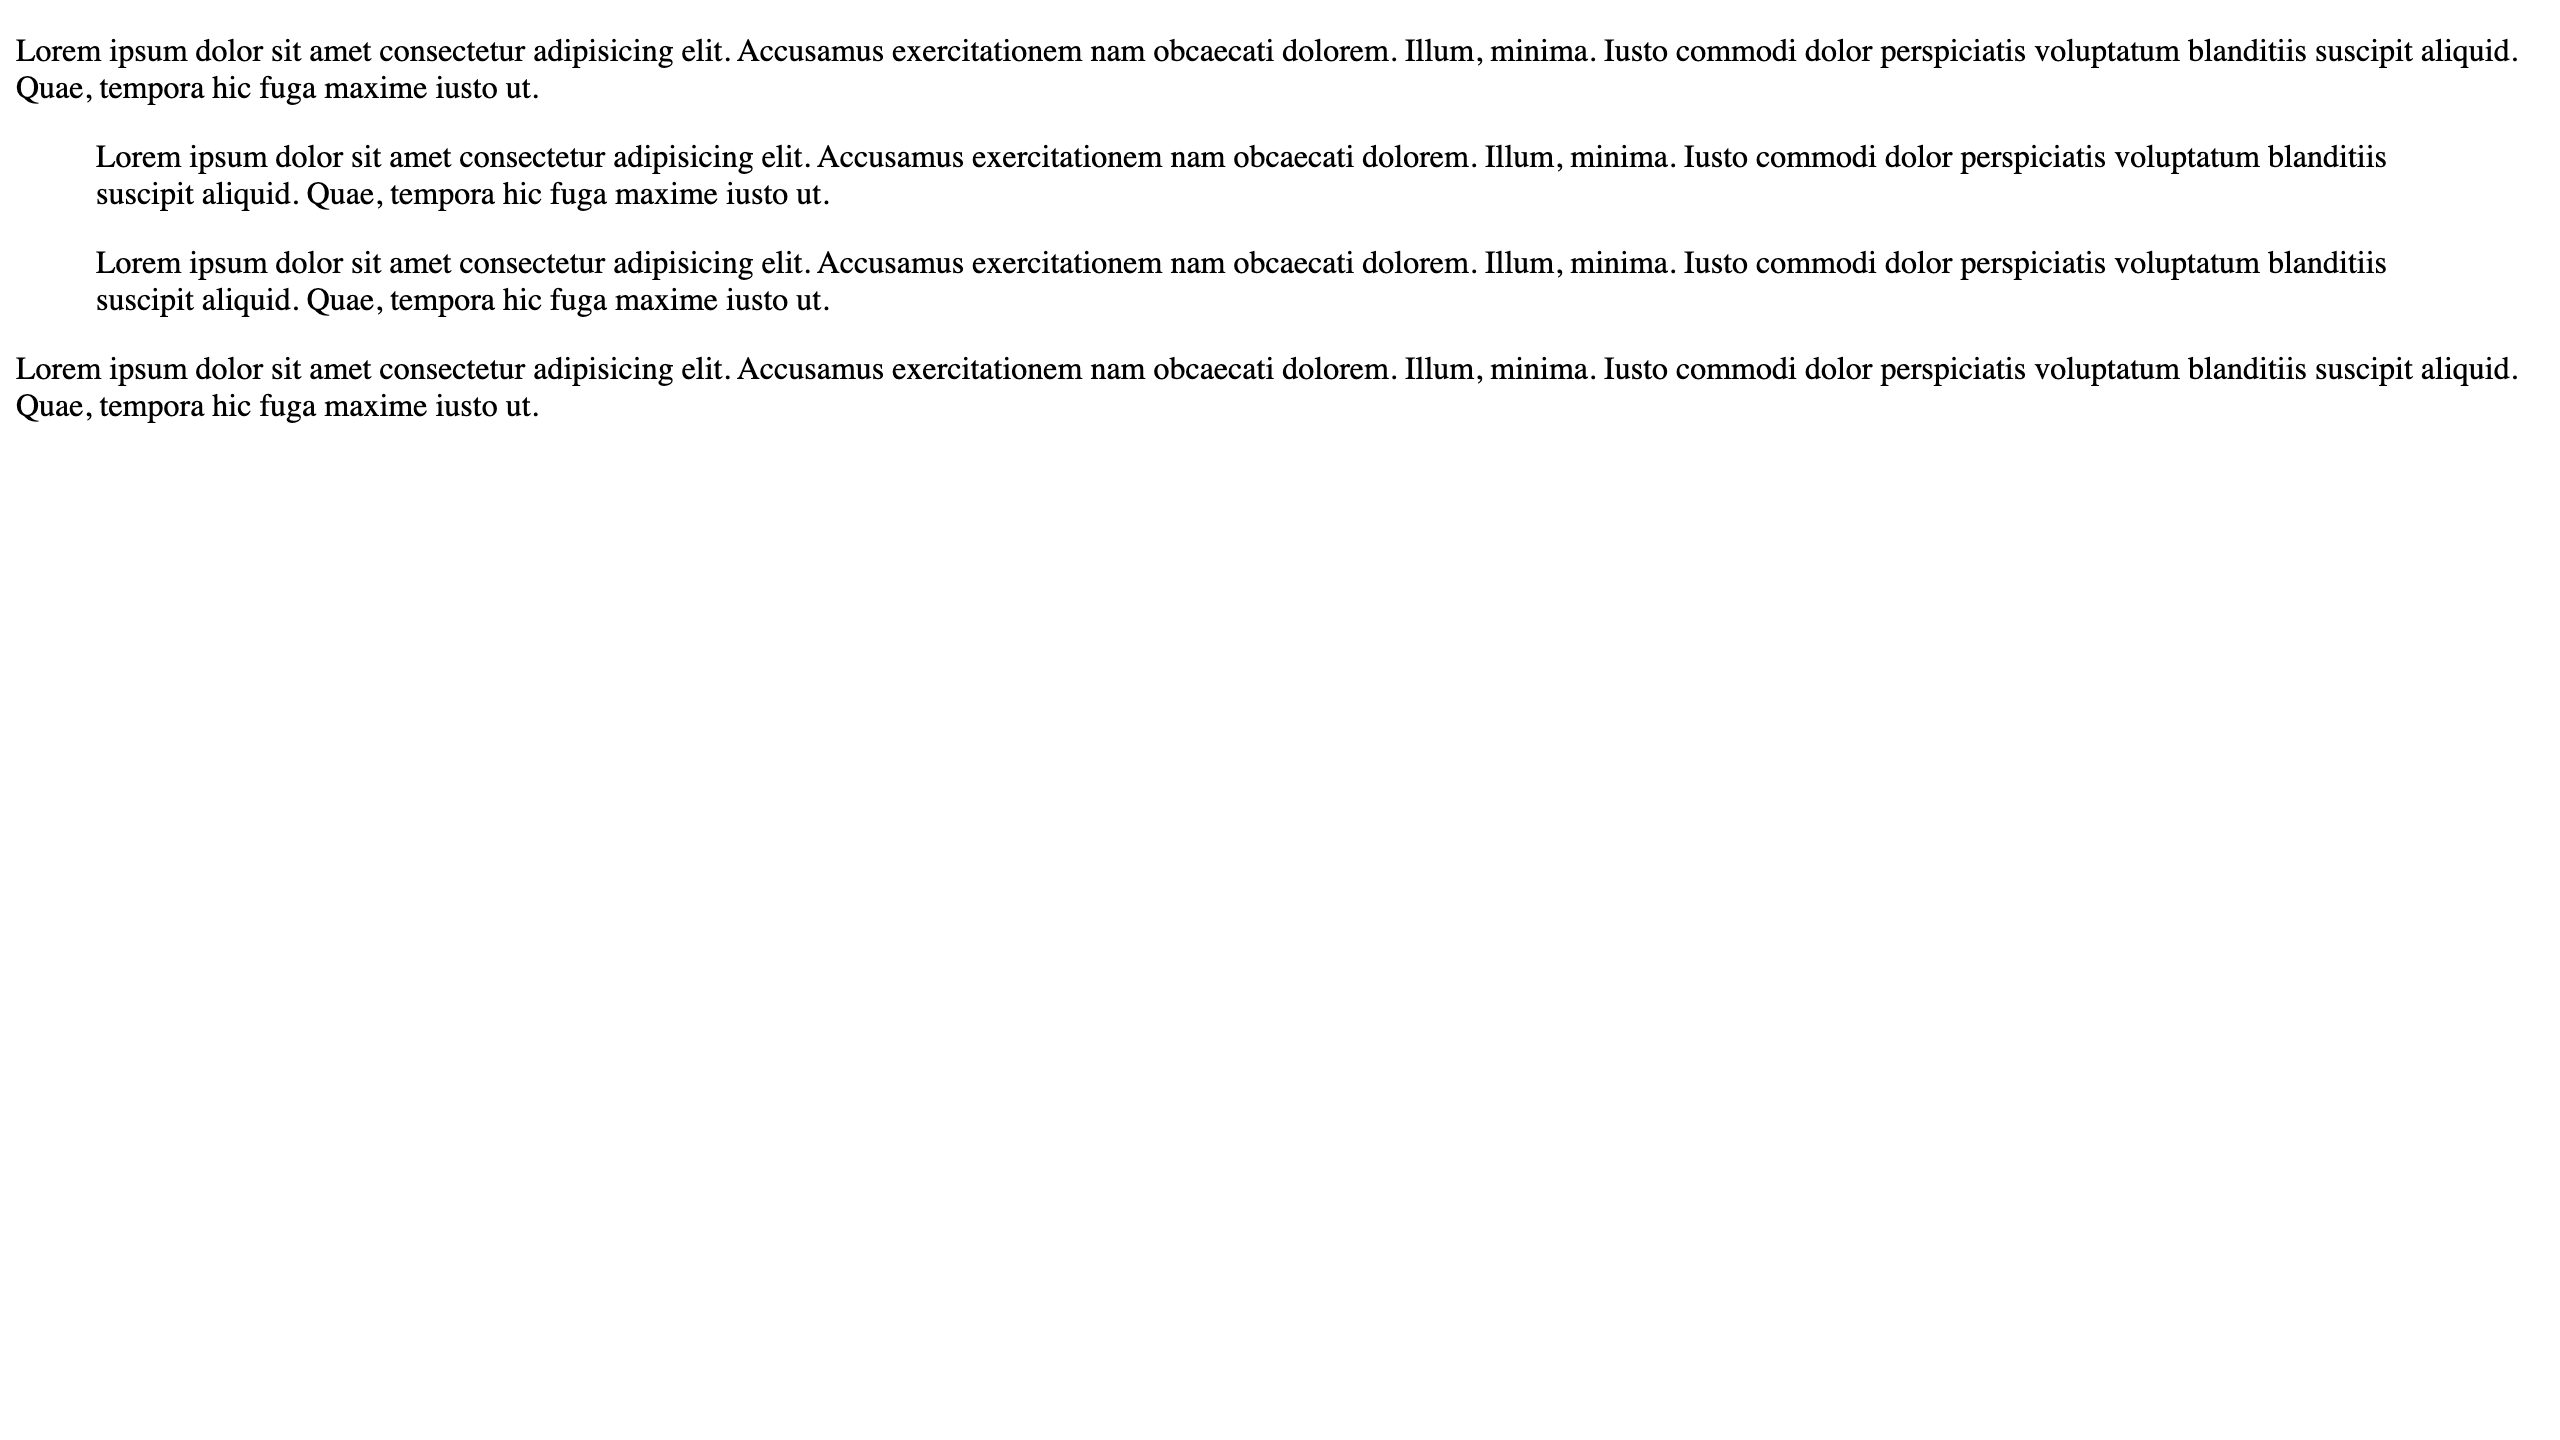 Lorem ipsum dolor sit amet consectetur adipisicing elit. Accusamus exercitationem nam obcaecati dolorem. Illum, minima. Iusto commodi dolor perspiciatis voluptatum blanditiis suscipit aliquid.
Quae, tempora hic fuga maxime iusto ut.
Lorem ipsum dolor sit amet consectetur adipisicing elit. Accusamus exercitationem nam obcaecati dolorem. Illum, minima. Iusto commodi dolor perspiciatis voluptatum blanditiis
suscipit aliquid. Quae, tempora hic fuga maxime iusto ut.
Lorem ipsum dolor sit amet consectetur adipisicing elit. Accusamus exercitationem nam obcaecati dolorem. Illum, minima. Iusto commodi dolor perspiciatis voluptatum blanditiis
suscipit aliquid. Quae, tempora hic fuga maxime iusto ut.
Lorem ipsum dolor sit amet consectetur adipisicing elit. Accusamus exercitationem nam obcaecati dolorem. Illum, minima. Iusto commodi dolor perspiciatis voluptatum blanditiis suscipit aliquid.
Quae, tempora hic fuga maxime iusto ut.